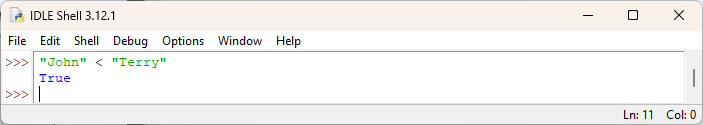 IDLE Shell 3.12.1
File Edit Shell Debug Options Window Help
>>> "John" < "Terry"
True
>>>
Ln: 11 Col: 0